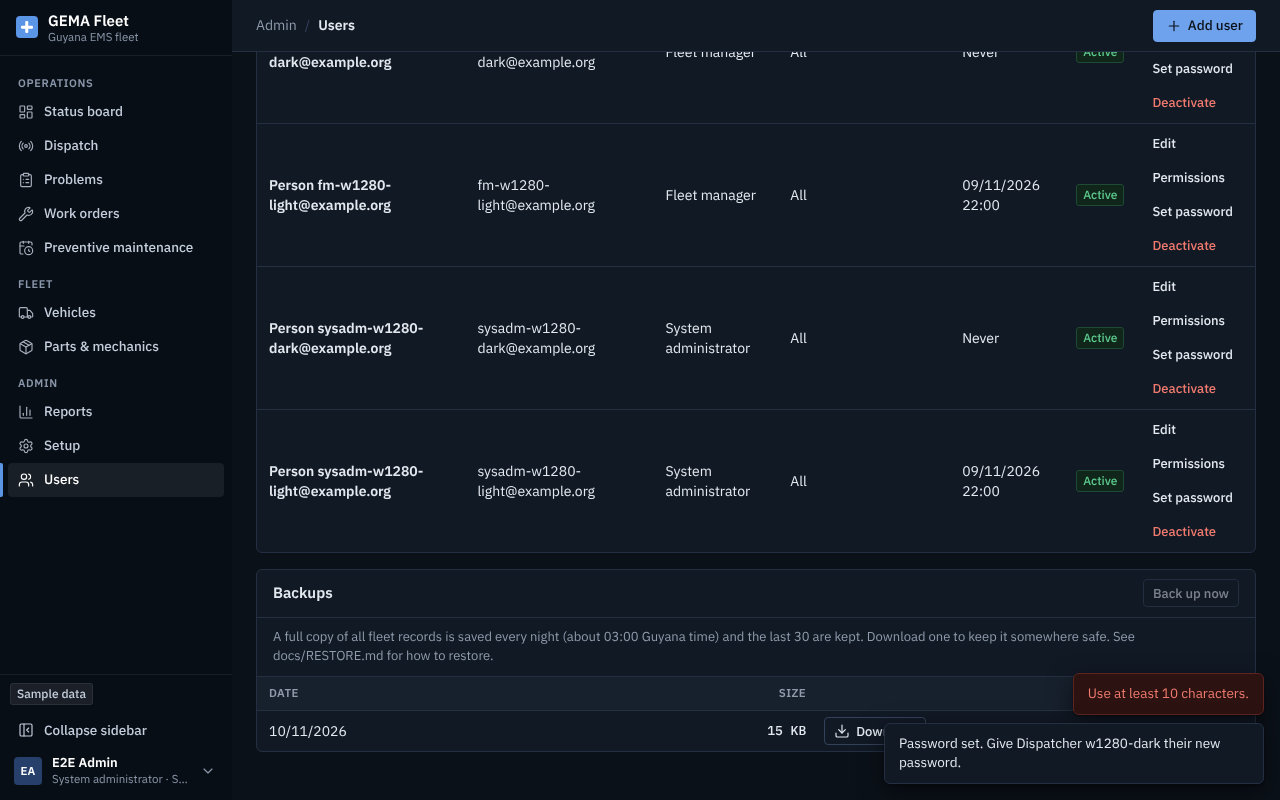 GEMA Fleet
Guyana EMS fleet
OPERATIONS
Status board
Dispatch
Problems
Work orders
Preventive maintenance
FLEET
Vehicles
Parts & mechanics
ADMIN
Reports
Setup
Users
Sample data
Collapse sidebar
EA
E2E Admin
System administrator · S...
Admin / Users
Add user
dark@example.org
dark@example.org
Fleet manager
All
Never
Active
Set password
Deactivate
Person fm-w1280-
light@example.org
fm-w1280-
light@example.org
Fleet manager
All
09/11/2026
22:00
Active
Edit
Permissions
Set password
Deactivate
Person sysadm-w1280-
dark@example.org
sysadm-w1280-
dark@example.org
System
administrator
All
Never
Active
Edit
Permissions
Set password
Deactivate
Person sysadm-w1280-
light@example.org
sysadm-w1280-
light@example.org
System
administrator
All
09/11/2026
22:00
Active
Edit
Permissions
Set password
Deactivate
Backups
Back up now
A full copy of all fleet records is saved every night (about 03:00 Guyana time) and the last 30 are kept. Download one to keep it somewhere safe. See
docs/RESTORE.md for how to restore.
DATE
SIZE
10/11/2026
15 KB
Use at least 10 characters.
Password set. Give Dispatcher w1280-dark their new
password.